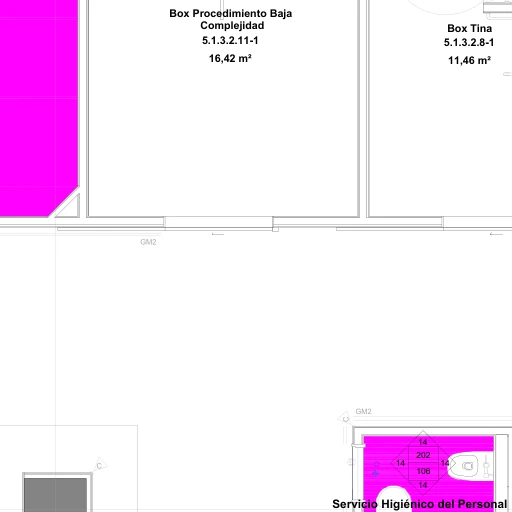 Box Procedimiento Baja
Complejidad
5.1.3.2.11-1
16,42 m²
Box Tina
5.1.3.2.8-1
11,46 m²
GM2
GM2
C
C
14
202
14
14
106
14
Servicio Higiénico del Personal